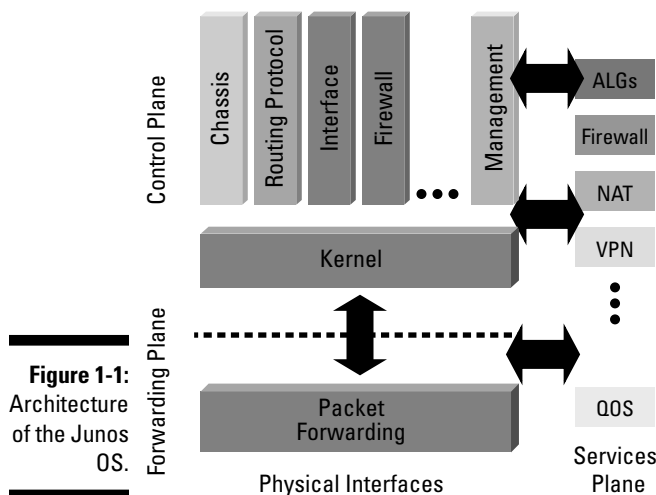 Control Plane
Chassis
Routing Protocol
Interface
Firewall
Management
ALGs
Firewall
NAT
VPN
QOS
Services
Plane
Kernel
Forwarding Plane
Packet
Forwarding
Physical Interfaces
Figure 1-1:
Architecture
of the Junos
OS.